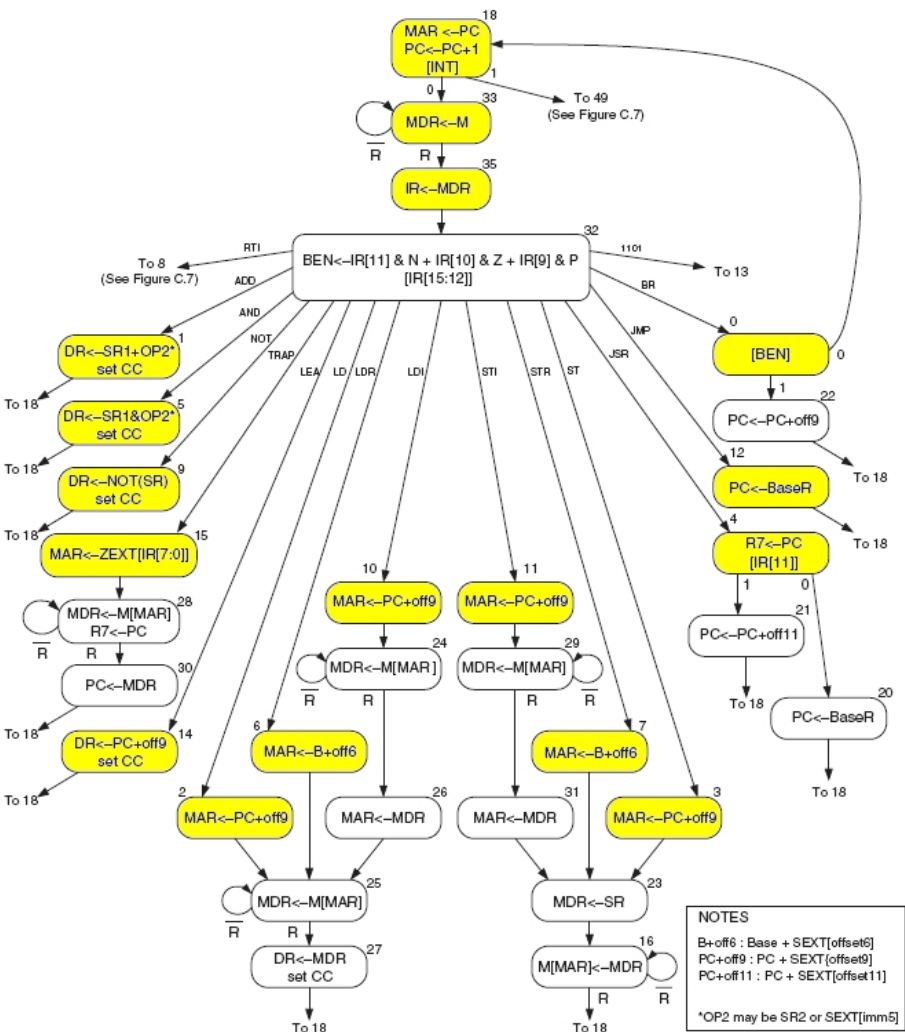 18
MAR <–PC
PC<–PC+1
[INT]
0
1
To 49
(See Figure C.7)
33
MDR<–M
R
R
35
IR<–MDR
32
BEN<–IR[11] & N + IR[10] & Z + IR[9] & P
[IR[15:12]]
RTI
To 8
(See Figure C.7)
1101
To 13
ADD
AND
NOT
TRAP
LEA
LD
LDR
LDI
STI
STR
ST
JSR
JMP
BR
1
DR<–SR1+OP2*
set CC
To 18
5
DR<–SR1&OP2*
set CC
To 18
9
DR<–NOT(SR)
set CC
To 18
15
MAR<–ZEXT[IR[7:0]]
28
MDR<–M[MAR]
R7<–PC
R
R
30
PC<–MDR
To 18
14
DR<–PC+off9
set CC
To 18
0
[BEN]
0
1
22
PC<–PC+off9
To 18
12
PC<–BaseR
To 18
4
R7<–PC
[IR[11]]
1
0
21
PC<–PC+off11
To 18
20
PC<–BaseR
To 18
10
MAR<–PC+off9
11
MAR<–PC+off9
24
MDR<–M[MAR]
R
R
29
MDR<–M[MAR]
R
R
6
MAR<–B+off6
7
MAR<–B+off6
2
MAR<–PC+off9
26
MAR<–MDR
31
MAR<–MDR
3
MAR<–PC+off9
25
MDR<–M[MAR]
R
R
23
MDR<–SR
27
DR<–MDR
set CC
To 18
16
M[MAR]<–MDR
R
R
To 18
NOTES
B+off6 : Base + SEXT[offset6]
PC+off9 : PC + SEXT{offset9]
PC+off11 : PC + SEXT[offset11]
*OP2 may be SR2 or SEXT[imm5]